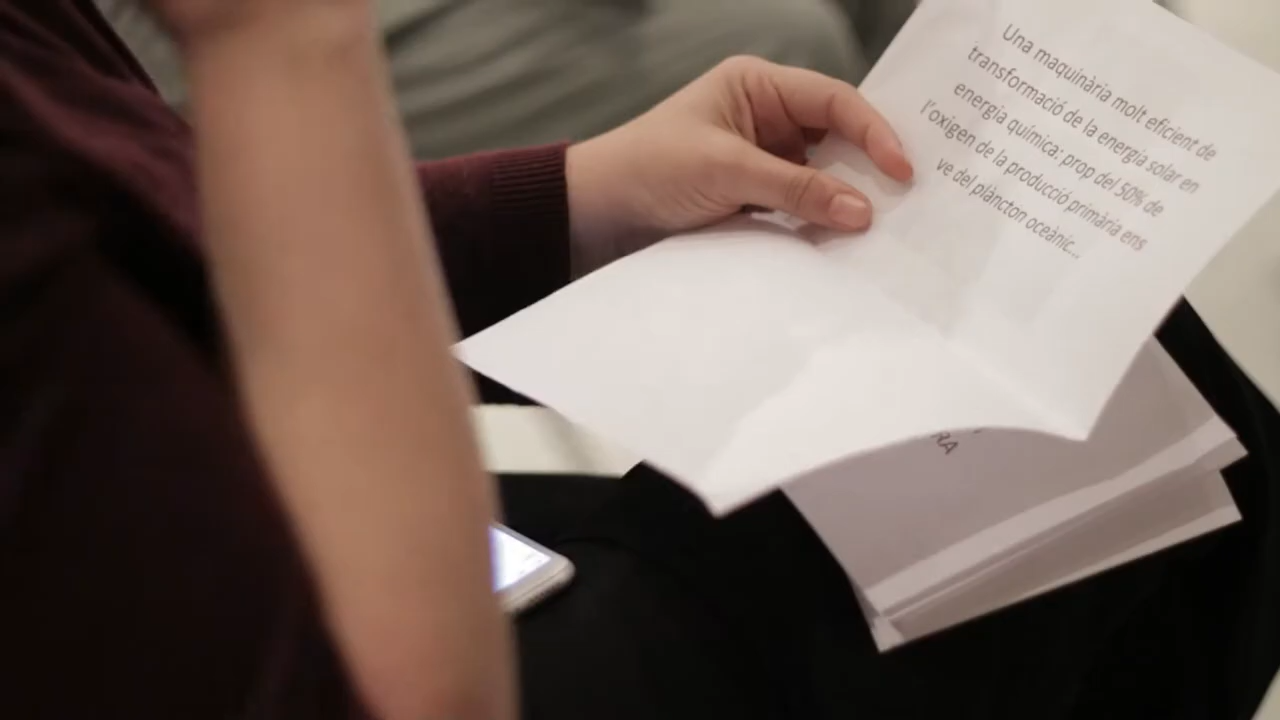 Una maquinària molt eficient de
transformació de la energia solar en
energia química: prop del 50% de
l'oxigen de la producció primària ens
ve del plàncton oceànic...
RA